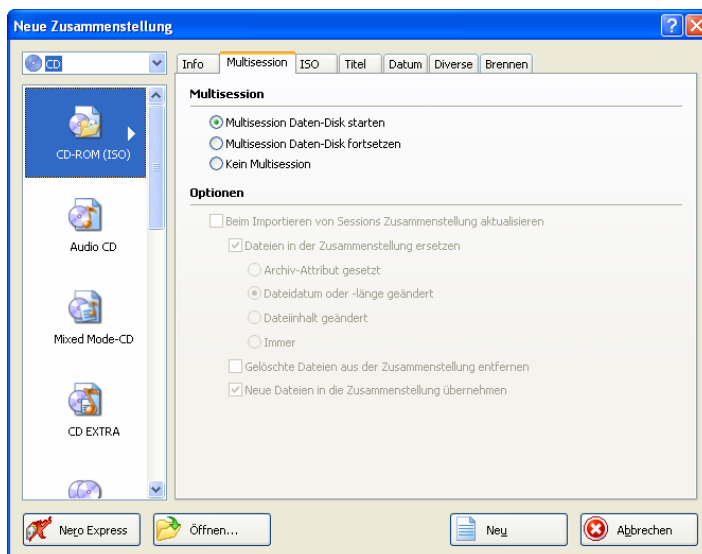 Neue Zusammenstellung
CD
Info Multisession ISO Titel Datum Diverse Brennen
CD-ROM (ISO)
Audio CD
Mixed Mode-CD
CD EXTRA
Multisession
Multisession Daten-Disk starten
Multisession Daten-Disk fortsetzen
Kein Multisession
Optionen
Beim Importieren von Sessions Zusammenstellung aktualisieren
Dateien in der Zusammenstellung ersetzen
Archiv-Attribut gesetzt
Dateidatum oder -länge geändert
Dateiinhalt geändert
Immer
Gelöschte Dateien aus der Zusammenstellung entfernen
Neue Dateien in die Zusammenstellung übernehmen
Nero Express Öffnen... Neu Abbrechen